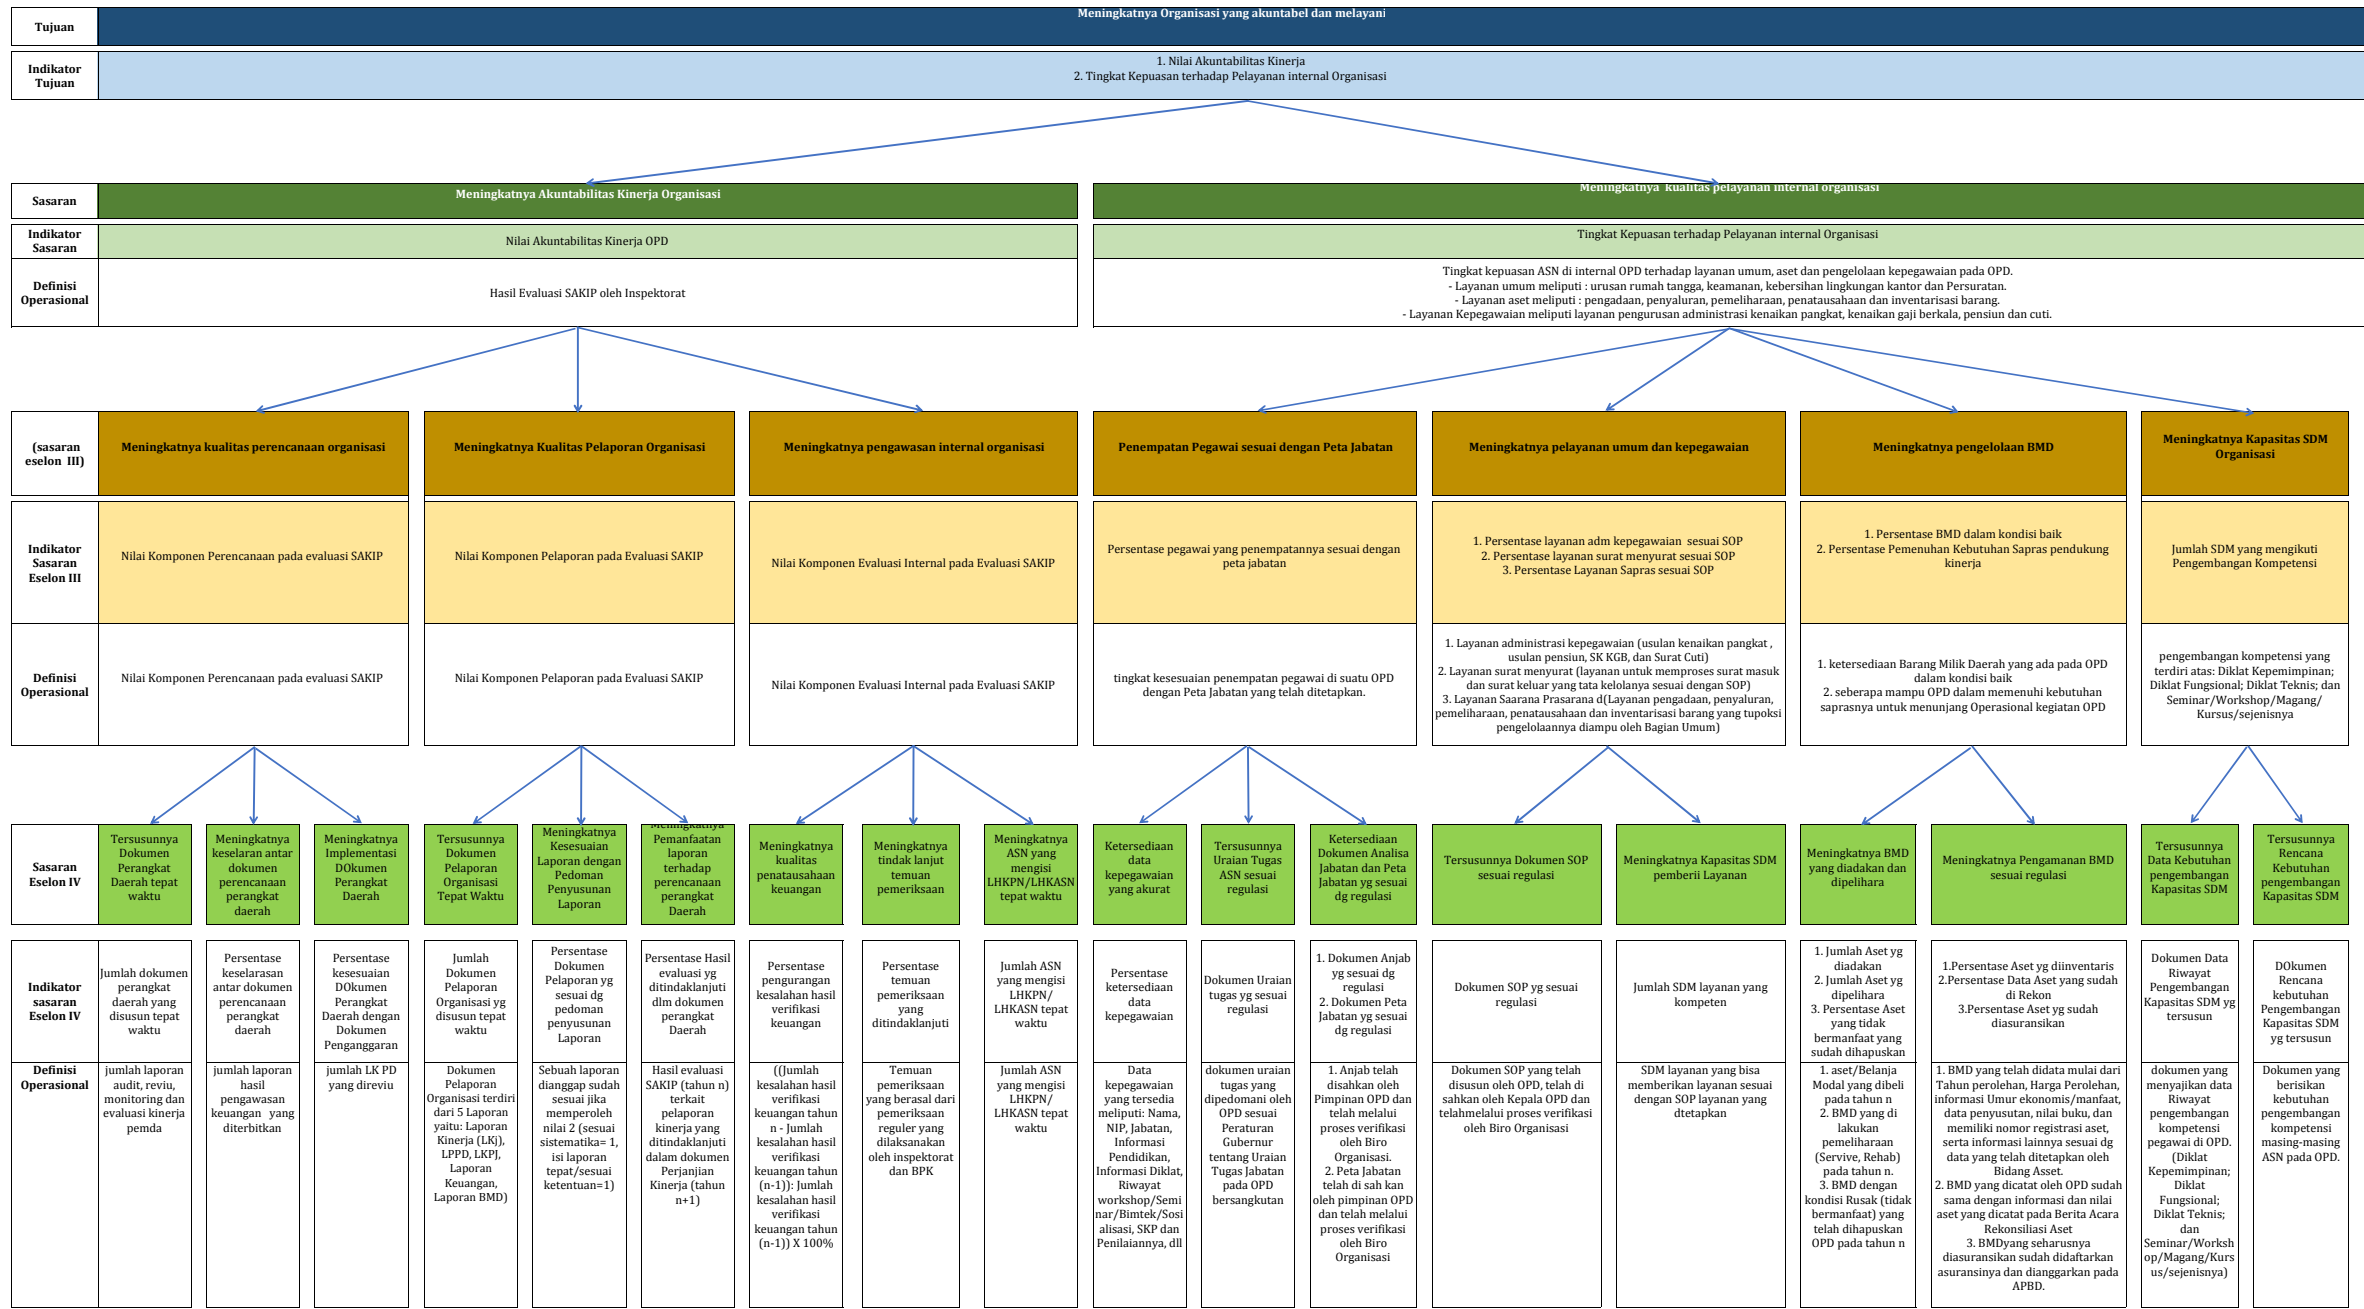 Tujuan
Meningkatnya Organisasi yang akuntabel dan melayani
Indikator
Tujuan
1. Nilai Akuntabilitas Kinerja
2. Tingkat Kepuasan terhadap Pelayanan internal Organisasi
Sasaran
Meningkatnya Akuntabilitas Kinerja Organisasi
Meningkatnya kualitas pelayanan internal organisasi
Indikator
Sasaran
Nilai Akuntabilitas Kinerja OPD
Tingkat Kepuasan terhadap Pelayanan internal Organisasi
Definisi
Operasional
Hasil Evaluasi SAKIP oleh Inspektorat
Tingkat kepuasan ASN di internal OPD terhadap layanan umum, aset dan pengelolaan kepegawaian pada OPD.
- Layanan umum meliputi : urusan rumah tangga, keamanan, kebersihan lingkungan kantor dan Persuratan.
- Layanan aset meliputi : pengadaan, penyaluran, pemeliharaan, penatausahaan dan inventarisasi barang.
- Layanan Kepegawaian meliputi layanan pengurusan administrasi kenaikan pangkat, kenaikan gaji berkala, pensiun dan cuti.
(sasaran
eselon III)
Meningkatnya kualitas perencanaan organisasi
Meningkatnya Kualitas Pelaporan Organisasi
Meningkatnya pengawasan internal organisasi
Penempatan Pegawai sesuai dengan Peta Jabatan
Meningkatnya pelayanan umum dan kepegawaian
Meningkatnya pengelolaan BMD
Meningkatnya Kapasitas SDM
Organisasi
Indikator
Sasaran
Eselon III
Nilai Komponen Perencanaan pada evaluasi SAKIP
Nilai Komponen Pelaporan pada Evaluasi SAKIP
Nilai Komponen Evaluasi Internal pada Evaluasi SAKIP
Persentase pegawai yang penempatannya sesuai dengan
peta jabatan
1. Persentase layanan adm kepegawaian sesuai SOP
2. Persentase layanan surat menyurat sesuai SOP
3. Persentase Layanan Sapras sesuai SOP
1. Persentase BMD dalam kondisi baik
2. Persentase Pemenuhan Kebutuhan Sapras pendukung
kinerja
Jumlah SDM yang mengikuti
Pengembangan Kompetensi
Definisi
Operasional
Nilai Komponen Perencanaan pada evaluasi SAKIP
Nilai Komponen Pelaporan pada Evaluasi SAKIP
Nilai Komponen Evaluasi Internal pada Evaluasi SAKIP
tingkat kesesuaian penempatan pegawai di suatu OPD
dengan Peta Jabatan yang telah ditetapkan.
1. Layanan administrasi kepegawaian (usulan kenaikan pangkat ,
usulan pensiun, SK KGB, dan Surat Cuti)
2. Layanan surat menyurat (layanan untuk memproses surat masuk
dan surat keluar yang tata kelolanya sesuai dengan SOP)
3. Layanan Saarana Prasarana d(Layanan pengadaan, penyaluran,
pemeliharaan, penatausahaan dan inventarisasi barang yang tupoksi
pengelolaannya diampu oleh Bagian Umum)
1. ketersediaan Barang Milik Daerah yang ada pada OPD
dalam kondisi baik
2. seberapa mampu OPD dalam memenuhi kebutuhan
saprasnya untuk menunjang Operasional kegiatan OPD
pengembangan kompetensi yang
terdiri atas: Diklat Kepemimpinan;
Diklat Fungsional; Diklat Teknis; dan
Seminar/Workshop/Magang/
Kursus/sejenisnya
Sasaran
Eselon IV
Tersusunnya
Dokumen
Perangkat
Daerah tepat
waktu
Meningkatnya
keselaran antar
dokumen
perencanaan
perangkat
daerah
Meningkatnya
Implementasi
DOkumen
Perangkat
Daerah
Tersusunnya
Dokumen
Pelaporan
Organisasi
Tepat Waktu
Meningkatnya
Kesesuaian
Laporan dengan
Pedoman
Penyusunan
Laporan
Meningkatnya
Pemanfaatan
laporan
terhadap
perencanaan
perangkat
Daerah
Meningkatnya
kualitas
penatausahaan
keuangan
Meningkatnya
tindak lanjut
temuan
pemeriksaan
Meningkatnya
ASN yang
mengisi
LHKPN/LHKASN
tepat waktu
Ketersediaan
data
kepegawaian
yang akurat
Tersusunnya
Uraian Tugas
ASN sesuai
regulasi
Ketersediaan
Dokumen Analisa
Jabatan dan Peta
Jabatan yg sesuai
dg regulasi
Tersusunnya Dokumen SOP
sesuai regulasi
Meningkatnya Kapasitas SDM
pemberii Layanan
Meningkatnya BMD
yang diadakan dan
dipelihara
Meningkatnya Pengamanan BMD
sesuai regulasi
Tersusunnya
Data Kebutuhan
pengembangan
Kapasitas SDM
Tersusunnya
Rencana
Kebutuhan
pengembangan
Kapasitas SDM
Indikator
sasaran
Eselon IV
Jumlah dokumen
perangkat
daerah yang
disusun tepat
waktu
Persentase
keselarasan
antar dokumen
perencanaan
perangkat
daerah
Persentase
kesesuaian
DOkumen
Perangkat
Daerah dengan
Dokumen
Penganggaran
Jumlah
Dokumen
Pelaporan
Organisasi yg
disusun tepat
waktu
Persentase
Dokumen
Pelaporan yg
sesuai dg
pedoman
penyusunan
Laporan
Persentase Hasil
evaluasi yg
ditindaklanjuti
dlm dokumen
perangkat
Daerah
Persentase
pengurangan
kesalahan hasil
verifikasi
keuangan
Persentase
temuan
pemeriksaan
yang
ditindaklanjuti
Jumlah ASN
yang mengisi
LHKPN/
LHKASN tepat
waktu
Persentase
ketersediaan
data
kepegawaian
Dokumen Uraian
tugas yg sesuai
regulasi
1. Dokumen Anjab
yg sesuai dg
regulasi
2. Dokumen Peta
Jabatan yg sesuai
dg regulasi
Dokumen SOP yg sesuai
regulasi
Jumlah SDM layanan yang
kompeten
1. Jumlah Aset yg
diadakan
2. Jumlah Aset yg
dipelihara
3. Persentase Aset
yang tidak
bermanfaat yang
sudah dihapuskan
1.Persentase Aset yg diinventaris
2.Persentase Data Aset yang sudah
di Rekon
3.Persentase Aset yg sudah
diasuransikan
Dokumen Data
Riwayat
Pengembangan
Kapasitas SDM yg
tersusun
DOkumen
Rencana
kebutuhan
Pengembangan
Kapasitas SDM
yg tersusun
Definisi
Operasional
jumlah laporan
audit, reviu,
monitoring dan
evaluasi kinerja
pemda
jumlah laporan
hasil
pengawasan
keuangan yang
diterbitkan
jumlah LK PD
yang direviu
Dokumen
Pelaporan
Organisasi terdiri
dari 5 Laporan
yaitu: Laporan
Kinerja (LKj),
LPPD, LKPJ,
Laporan
Keuangan,
Laporan BMD)
Sebuah laporan
dianggap sudah
sesuai jika
memperoleh
nilai 2 (sesuai
sistematika= 1,
isi laporan
tepat/sesuai
ketentuan=1)
Hasil evaluasi
SAKIP (tahun n)
terkait
pelaporan
kinerja yang
ditindaklanjuti
dalam dokumen
Perjanjian
Kinerja (tahun
n+1)
((Jumlah
kesalahan hasil
verifikasi
keuangan tahun
n - Jumlah
kesalahan hasil
verifikasi
keuangan tahun
(n-1)): Jumlah
kesalahan hasil
verifikasi
keuangan tahun
(n-1)) X 100%
Temuan
pemeriksaan
yang berasal dari
pemeriksaan
reguler yang
dilaksanakan
oleh inspektorat
dan BPK
Jumlah ASN
yang mengisi
LHKPN/
LHKASN tepat
waktu
Data
kepegawaian
yang tersedia
meliputi: Nama,
NIP, Jabatan,
Informasi
Pendidikan,
Informasi Diklat,
Riwayat
workshop/Semi
nar/Bimtek/Sosi
alisasi, SKP dan
Penilaiannya, dll
dokumen uraian
tugas yang
dipedomani oleh
OPD sesuai
Peraturan
Gubernur
tentang Uraian
Tugas Jabatan
pada OPD
bersangkutan
1. Anjab telah
disahkan oleh
Pimpinan OPD dan
telah melalui
proses verifikasi
oleh Biro
Organisasi.
2. Peta Jabatan
telah di sah kan
oleh pimpinan OPD
dan telah melalui
proses verifikasi
oleh Biro
Organisasi
Dokumen SOP yang telah
disusun oleh OPD, telah di
sahkan oleh Kepala OPD dan
telahmelalui proses verifikasi
oleh Biro Organisasi
SDM layanan yang bisa
memberikan layanan sesuai
dengan SOP layanan yang
dtetapkan
1. aset/Belanja
Modal yang dibeli
pada tahun n
2. BMD yang di
lakukan
pemeliharaan
(Servive, Rehab)
pada tahun n.
3. BMD dengan
kondisi Rusak (tidak
bermanfaat) yang
telah dihapuskan
OPD pada tahun n
1. BMD yang telah didata mulai dari
Tahun perolehan, Harga Perolehan,
informasi Umur ekonomis/manfaat,
data penyusutan, nilai buku, dan
memiliki nomor registrasi aset,
serta informasi lainnya sesuai dg
data yang telah ditetapkan oleh
Bidang Asset.
2. BMD yang dicatat oleh OPD sudah
sama dengan informasi dan nilai
aset yang dicatat pada Berita Acara
Rekonsiliasi Aset
3. BMDyang seharusnya
diasuransikan sudah didaftarkan
asuransinya dan dianggarkan pada
APBD.
dokumen yang
menyajikan data
Riwayat
pengembangan
kompetensi
pegawai di OPD.
(Diklat
Kepemimpinan;
Diklat
Fungsional;
Diklat Teknis;
dan
Seminar/Worksh
op/Magang/Kurs
us/sejenisnya)
Dokumen yang
berisikan
kebutuhan
pengembangan
kompetensi
masing-masing
ASN pada OPD.